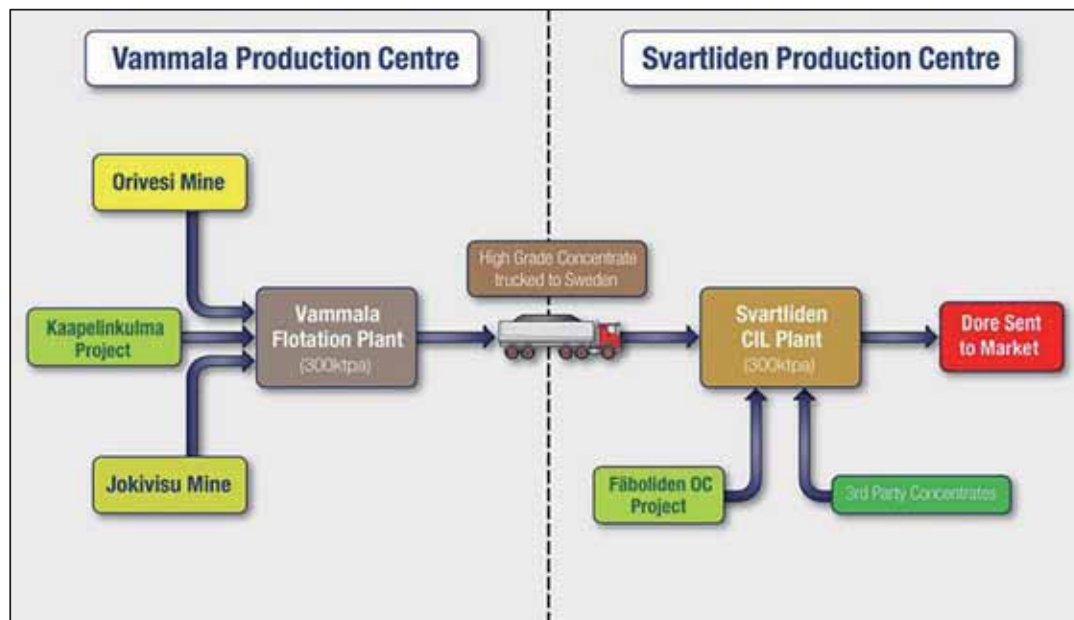 Vammala Production Centre
Svartliden Production Centre
Orivesi Mine
High Grade Concentrate
trucked to Sweden
Kaapelinkulma
Project
Vammala
Flotation Plant
(300ktpa)
Svartliden
CIL Plant
(300ktpa)
Dore Sent
to Market
Jokivisu Mine
Fäboliden OC
Project
3rd Party Concentrates